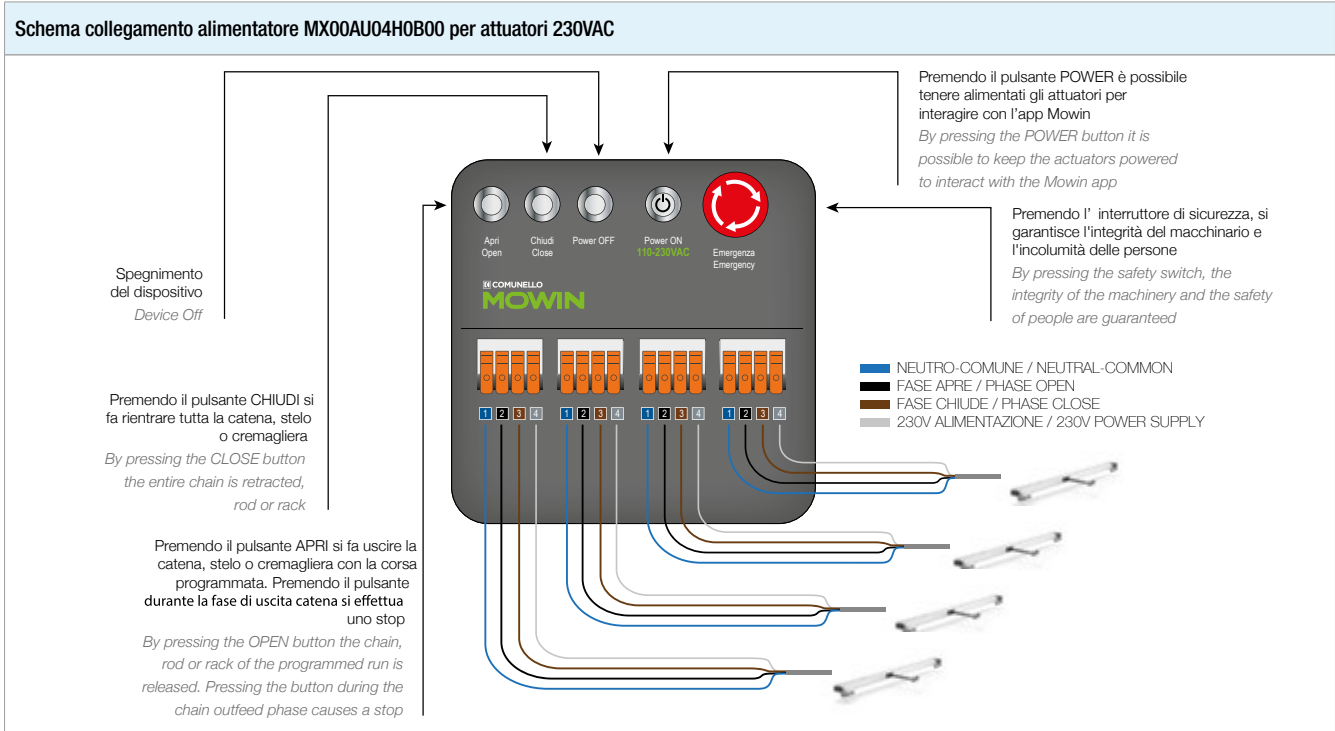 Schema collegamento alimentatore MX00AU04H0B00 per attuatori 230VAC
Premendo il pulsante POWER è possibile
tenere alimentati gli attuatori per
interagire con l'app Mowin
By pressing the POWER button it is
possible to keep the actuators powered
to interact with the Mowin app
Premendo l' interruttore di sicurezza, si
garantisce l'integrità del macchinario e
l'incolumità delle persone
By pressing the safety switch, the
integrity of the machinery and the safety
of people are guaranteed
Apri
Open
Chiudi
Close
Power OFF
Power ON
110-230VAC
Emergenza
Emergency
COMUNELLO
MOWIN
Spegnimento
del dispositivo
Device Off
Premendo il pulsante CHIUDI si
fa rientrare tutta la catena, stelo
o cremagliera
By pressing the CLOSE button
the entire chain is retracted,
rod or rack
Premendo il pulsante APRI si fa uscire la
catena, stelo o cremagliera con la corsa
programmata. Premendo il pulsante
durante la fase di uscita catena si effettua
uno stop
By pressing the OPEN button the chain,
rod or rack of the programmed run is
released. Pressing the button during the
chain outfeed phase causes a stop
NEUTRO-COMUNE / NEUTRAL-COMMON
FASE APRE / PHASE OPEN
FASE CHIUDE / PHASE CLOSE
230V ALIMENTAZIONE / 230V POWER SUPPLY
1 2 3 4
1 2 3 4
1 2 3 4
1 2 3 4